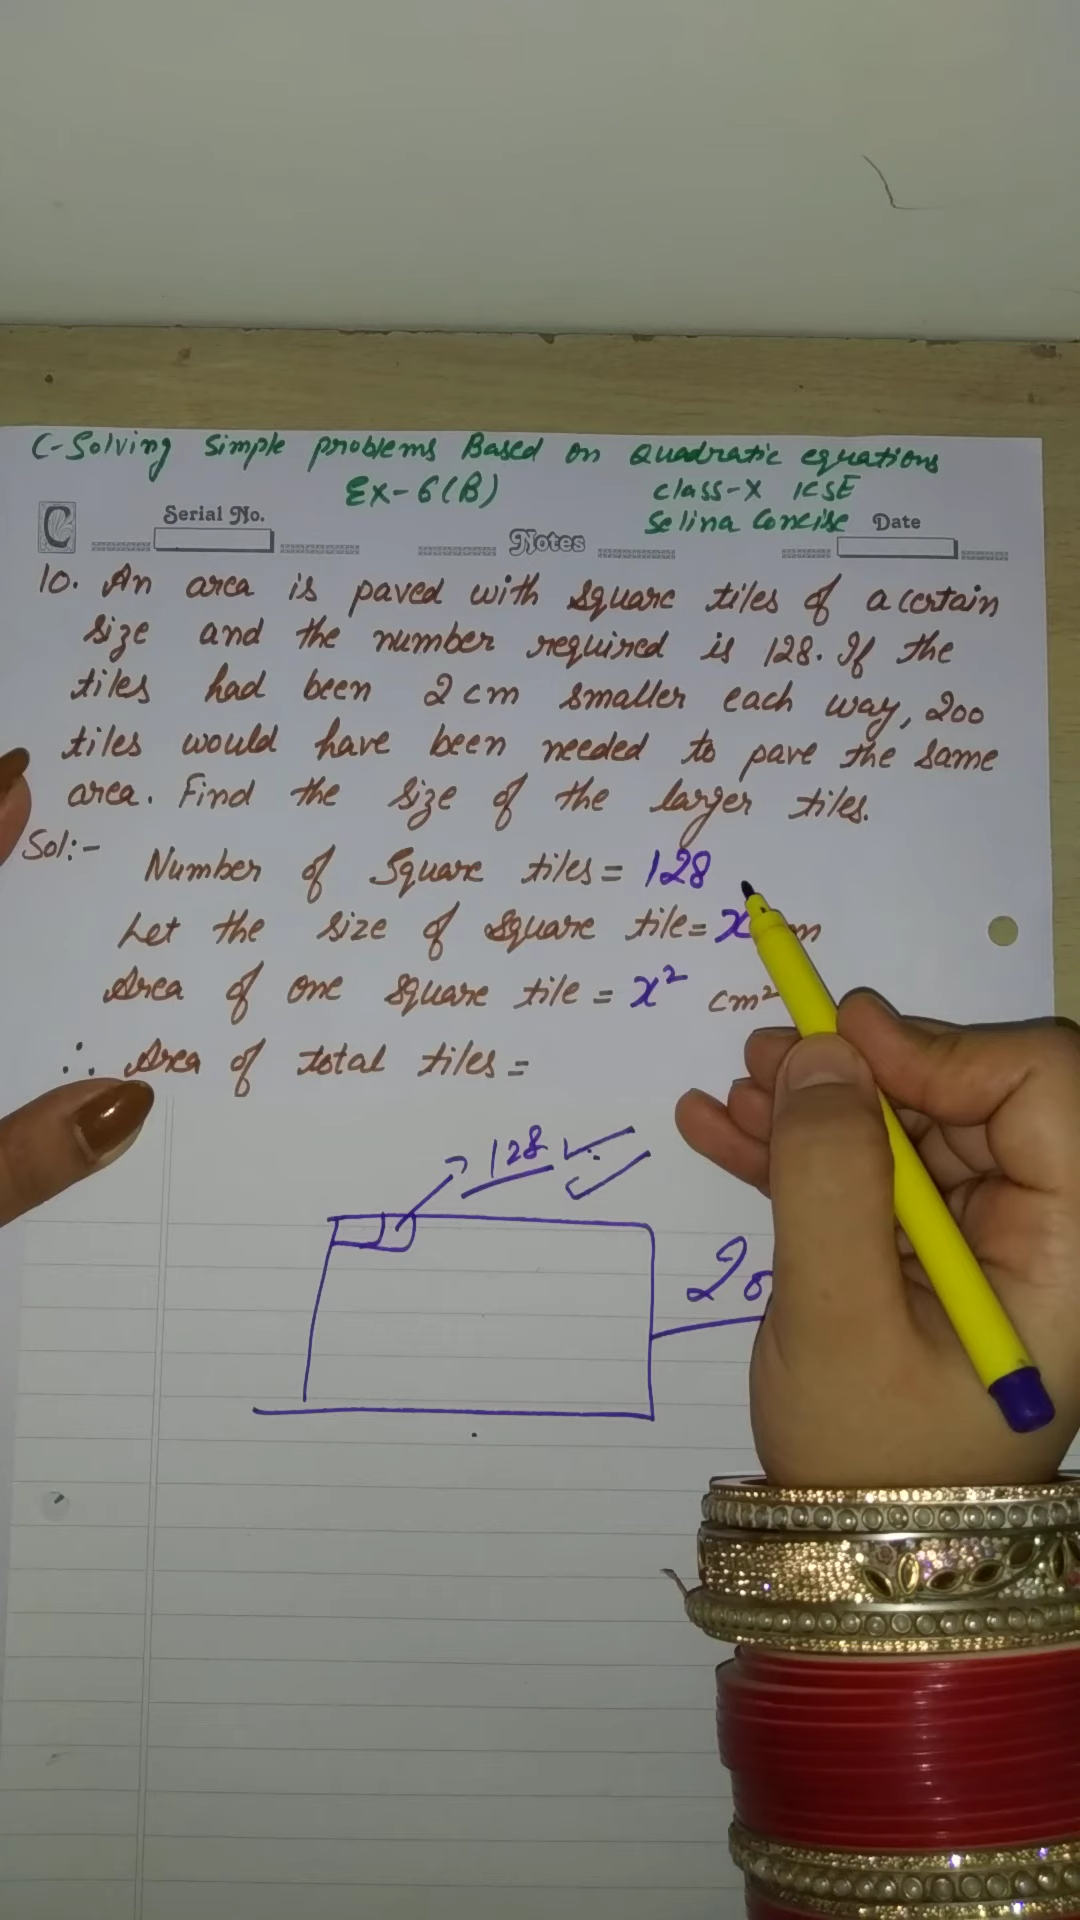 C-Solving Simple problems Based on Quadratic equations
Ex-6(B) Class-X ICSE
Selina Concise
C Serial No. Notes Date
10. An area is paved with square tiles of a certain
size and the number required is 128. If the
tiles had been 2 cm smaller each way, 200
tiles would have been needed to pave the same
area. Find the size of the larger tiles.
Sol:-
Number of Square tiles = 128
Let the size of square tile = x
Area of one square tile = x² cm²
∴ Area of total tiles =
128